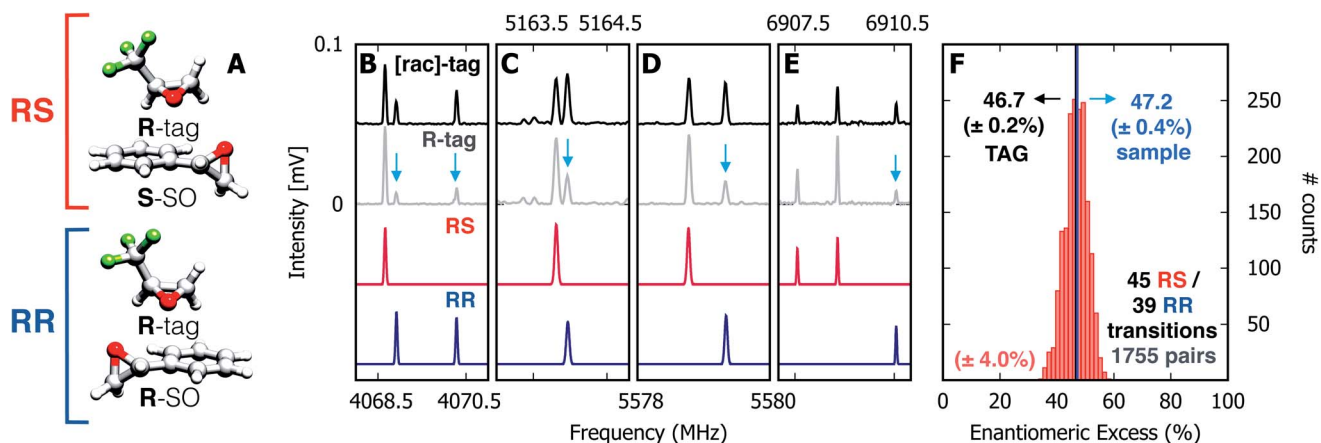 RS
A
R-tag
S-SO
RR
R-tag
R-SO
5163.5 5164.5
6907.5 6910.5
Intensity [mV]
0.1
0
B
[rac]-tag
R-tag
RS
RR
C
D
E
4068.5 4070.5
5578 5580
Frequency (MHz)
F
46.7
(± 0.2%)
TAG
47.2
(± 0.4%)
sample
(± 4.0%)
45 RS /
39 RR
transitions
1755 pairs
250
200
150
100
50
# counts
0 20 40 60 80 100
Enantiomeric Excess (%)